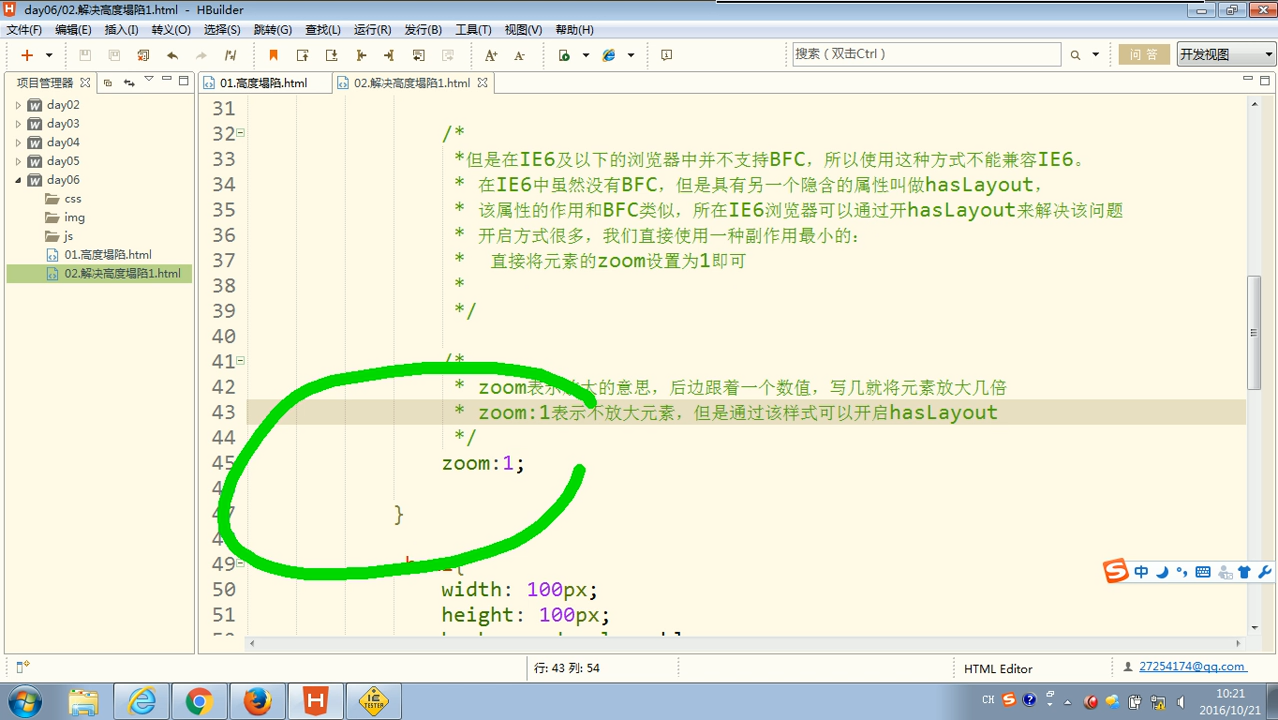 day06/02.解决高度塌陷1.html - HBuilder
文件(F) 编辑(E) 插入(I) 转义(O) 选择(S) 跳转(G) 查找(L) 运行(R) 发行(B) 工具(T) 视图(V) 帮助(H)
搜索（双击Ctrl）
问 答
开发视图
项目管理器
01.高度塌陷.html
02.解决高度塌陷1.html
day02
day03
day04
day05
day06
css
img
js
01.高度塌陷.html
02.解决高度塌陷1.html
31
32 /*
33 *但是在IE6及以下的浏览器中并不支持BFC，所以使用这种方式不能兼容IE6。
34 * 在IE6中虽然没有BFC，但是具有另一个隐含的属性叫做hasLayout，
35 * 该属性的作用和BFC类似，所在IE6浏览器可以通过开hasLayout来解决该问题
36 * 开启方式很多，我们直接使用一种副作用最小的：
37 * 直接将元素的zoom设置为1即可
38 *
39 */
40
41 /*
42 * zoom表示放大的意思，后边跟着一个数值，写几就将元素放大几倍
43 * zoom:1表示不放大元素，但是通过该样式可以开启hasLayout
44 */
45 zoom:1;
47 }
49 {
50 width: 100px;
51 height: 100px;
行: 43 列: 54
HTML Editor
27254174@qq.com
中
IE
TESTER
CH
10:21
2016/10/21